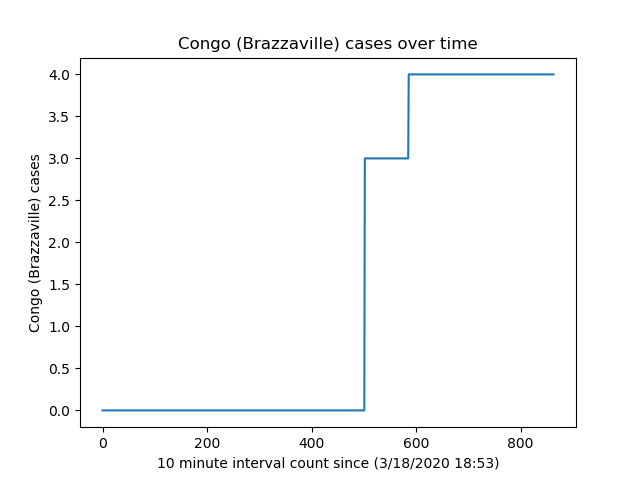 Congo (Brazzaville) cases over time
4.0
3.5
3.0
2.5
2.0
1.5
1.0
0.5
0.0
Congo (Brazzaville) cases
0 200 400 600 800
10 minute interval count since (3/18/2020 18:53)